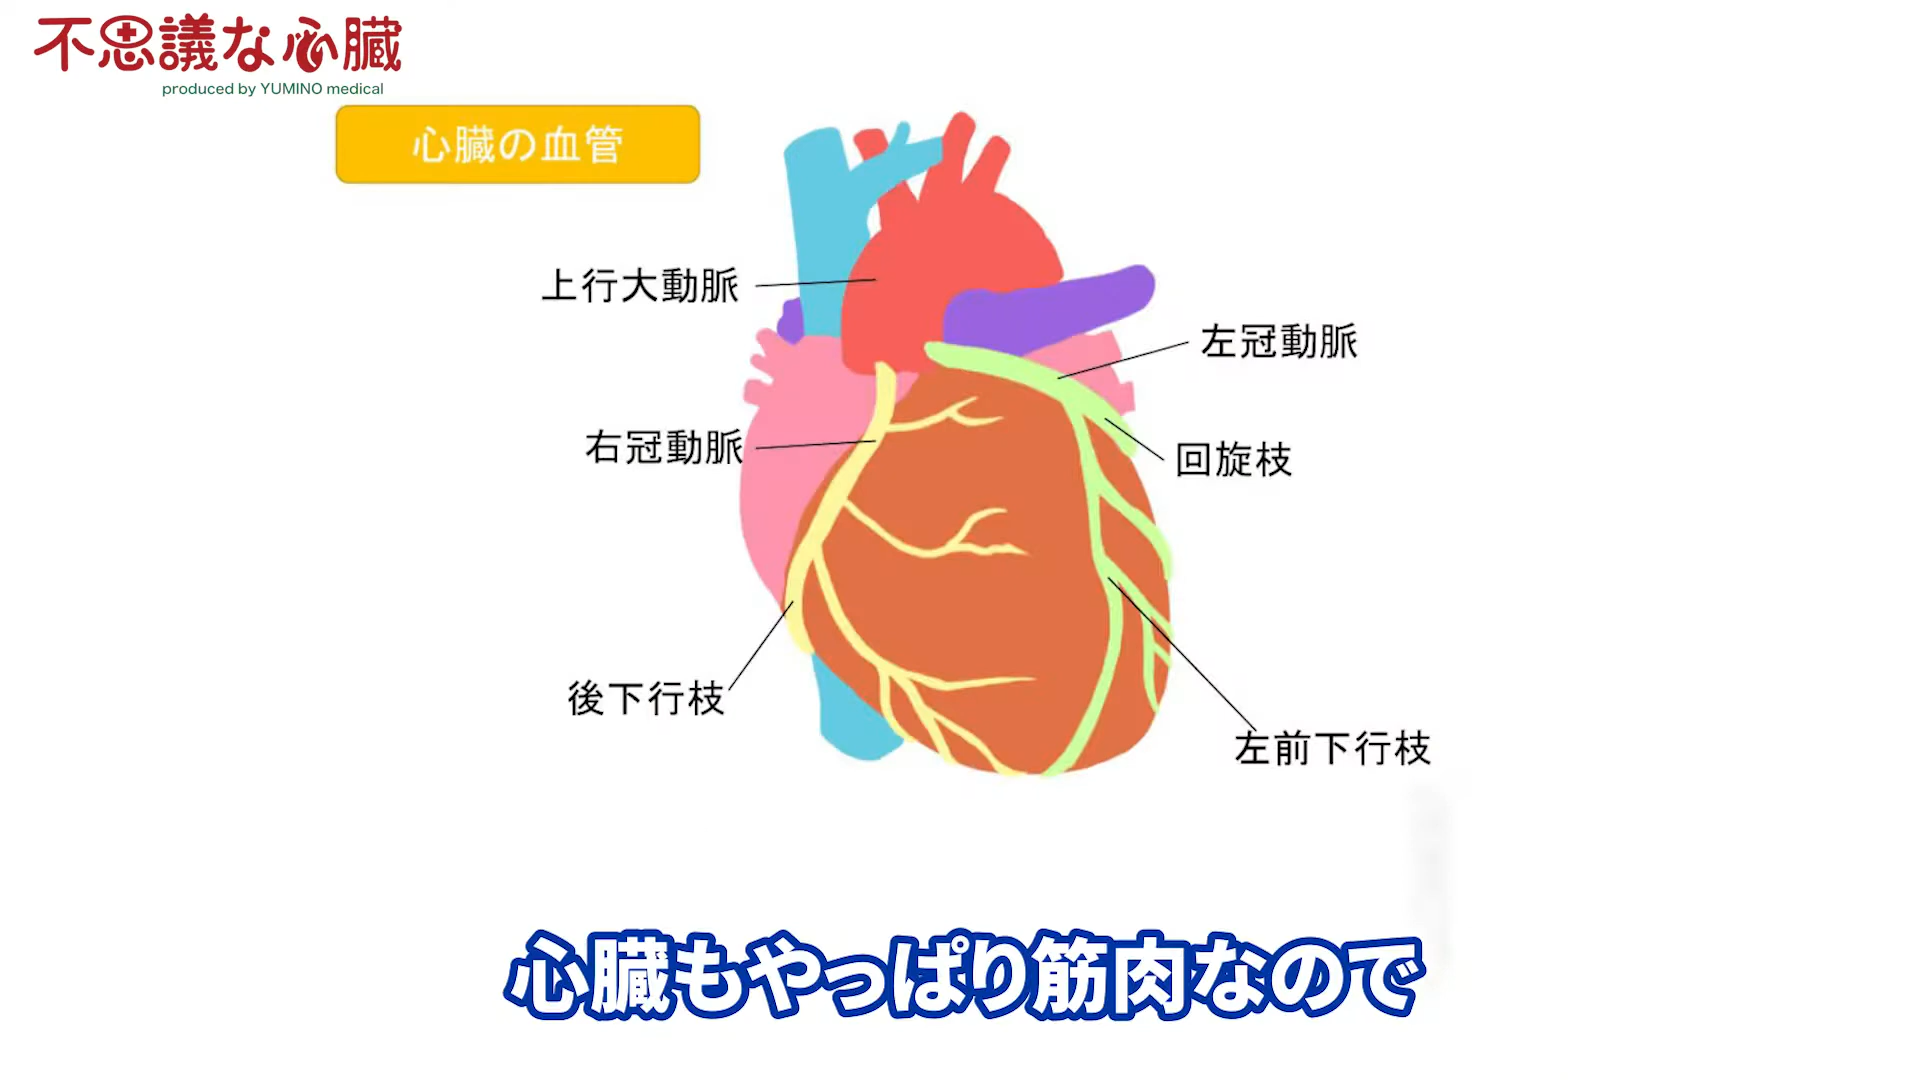 不思議な心臓
produced by YUMINO medical
心臓の血管
上行大動脈
左冠動脈
右冠動脈
回旋枝
後下行枝
左前下行枝
心臓もやっぱり筋肉なので